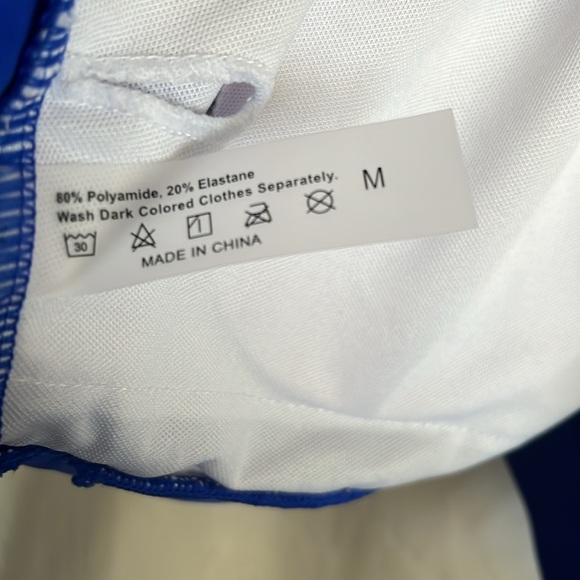 80% Polyamide, 20% Elastane
Wash Dark Colored Clothes Separately.
M
30
MADE IN CHINA